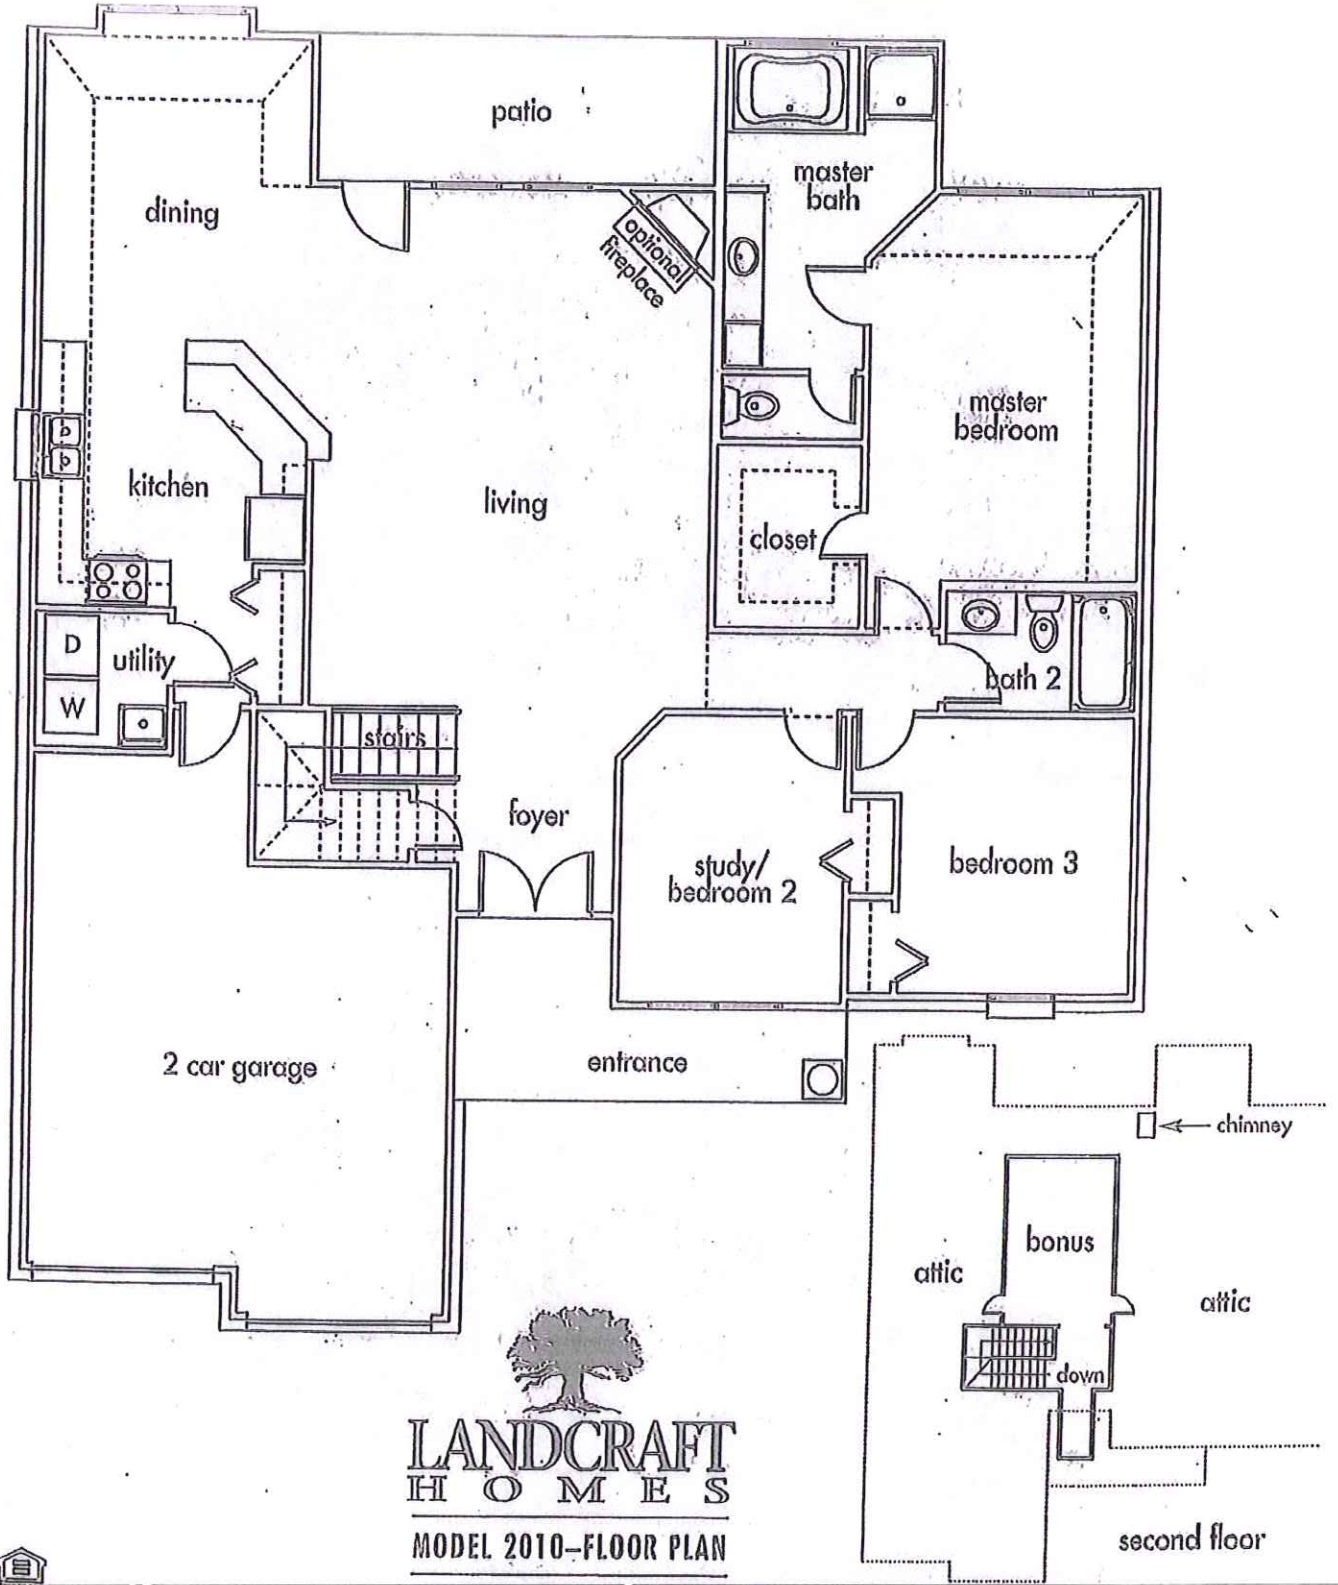 patio
master
bath
dining
optional
fireplace
master
bedroom
kitchen
living
closet
D
utility
W
bath 2
stairs
foyer
study/
bedroom 2
bedroom 3
2 car garage
entrance
chimney
bonus
attic
attic
down
LANDCRAFT
HOMES
MODEL 2010–FLOOR PLAN
second floor